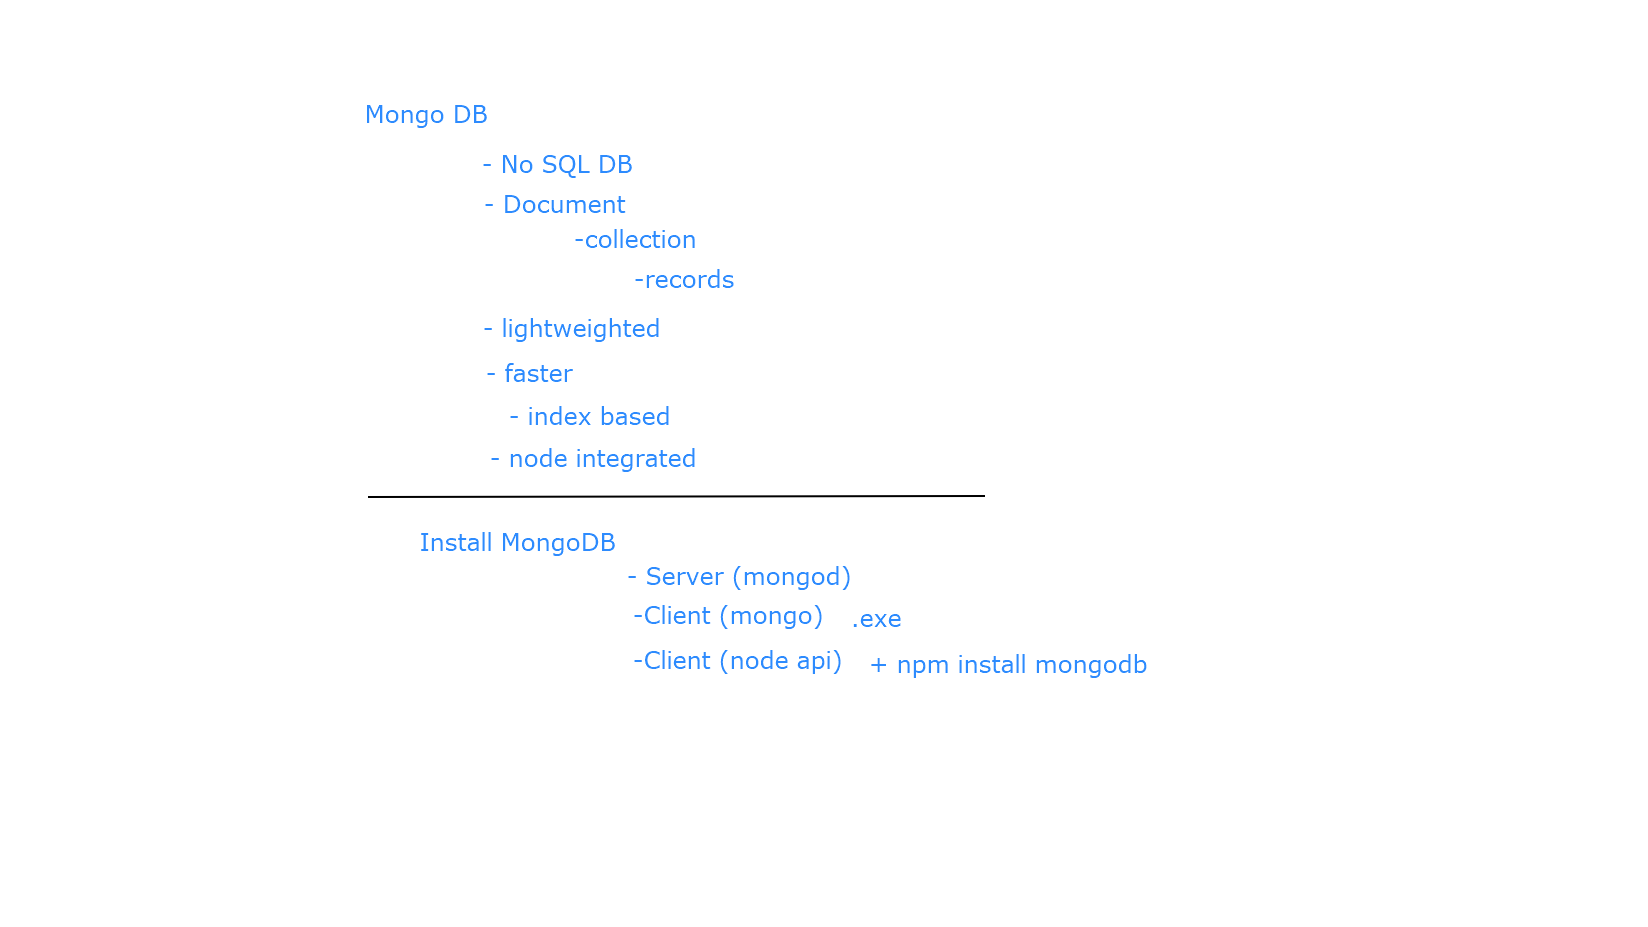 Mongo DB
- No SQL DB
- Document
-collection
-records
- lightweighted
- faster
- index based
- node integrated
Install MongoDB
- Server (mongod)
-Client (mongo) .exe
-Client (node api) + npm install mongodb